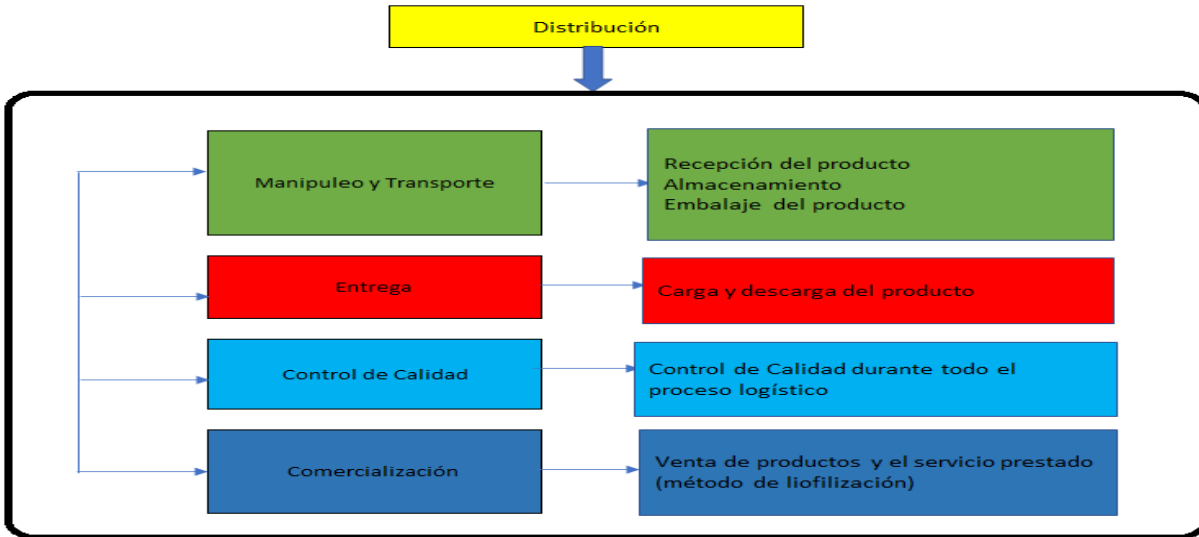 Distribución
Manipuleo y Transporte
Recepción del producto
Almacenamiento
Embalaje del producto
Entrega
Carga y descarga del producto
Control de Calidad
Control de Calidad durante todo el
proceso logístico
Comercialización
Venta de productos y el servicio prestado
(método de liofilización)